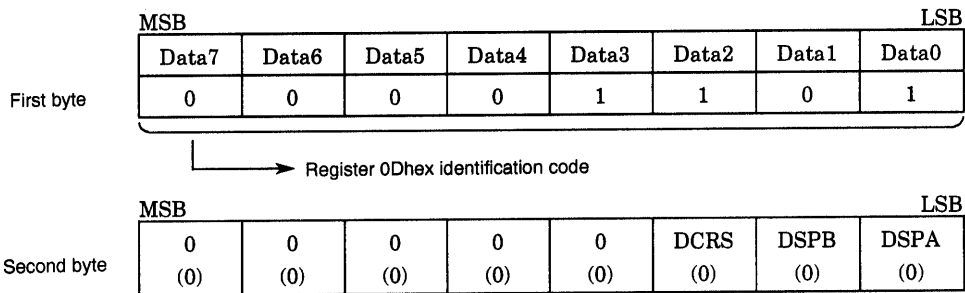 MSB LSB
Data7 Data6 Data5 Data4 Data3 Data2 Data1 Data0
First byte 0 0 0 0 1 1 0 1
Register 0Dhex identification code
MSB LSB
0 0 0 0 0 DCRS DSPB DSPA
Second byte
(0) (0) (0) (0) (0) (0) (0) (0)